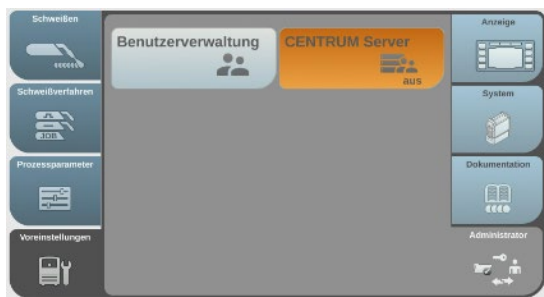 Schweißen
Schweißverfahren
JOB
Prozessparameter
Voreinstellungen
Benutzerverwaltung
CENTRUM Server
aus
Anzeige
System
Dokumentation
Administrator